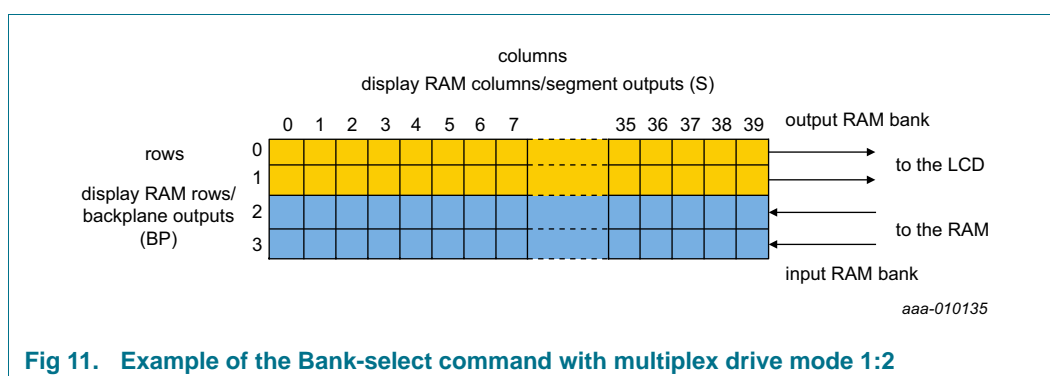 columns
display RAM columns/segment outputs (S)
0 1 2 3 4 5 6 7 35 36 37 38 39 output RAM bank
rows 0
to the LCD
1
display RAM rows/
backplane outputs
(BP)
2
to the RAM
3
input RAM bank
aaa-010135
Fig 11. Example of the Bank-select command with multiplex drive mode 1:2